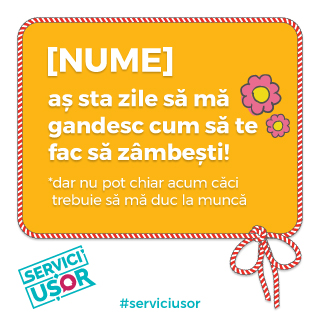 [NUME]
aș sta zile să mă
gandesc cum să te
fac să zâmbești!
*dar nu pot chiar acum căci
trebuie să mă duc la muncă
SERVICI
UȘOR
#serviciusor